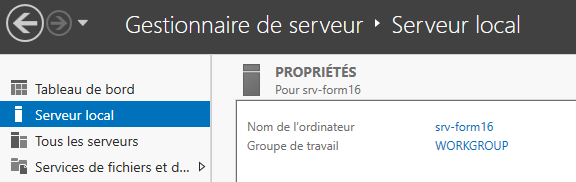 Gestionnaire de serveur ‣ Serveur local
Tableau de bord
Serveur local
Tous les serveurs
Services de fichiers et d...
PROPRIÉTÉS
Pour srv-form16
Nom de l'ordinateur srv-form16
Groupe de travail WORKGROUP